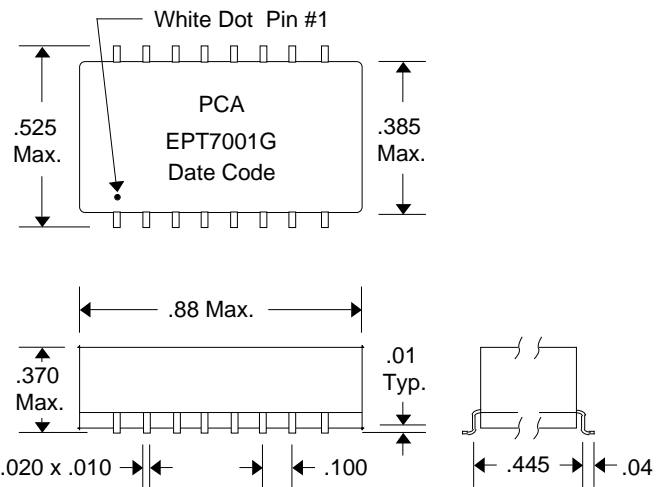 White Dot Pin #1
PCA
EPT7001G
Date Code
.525
Max.
.385
Max.
.88 Max.
.370
Max.
.01
Typ.
.020 x .010
.100
.445
.04